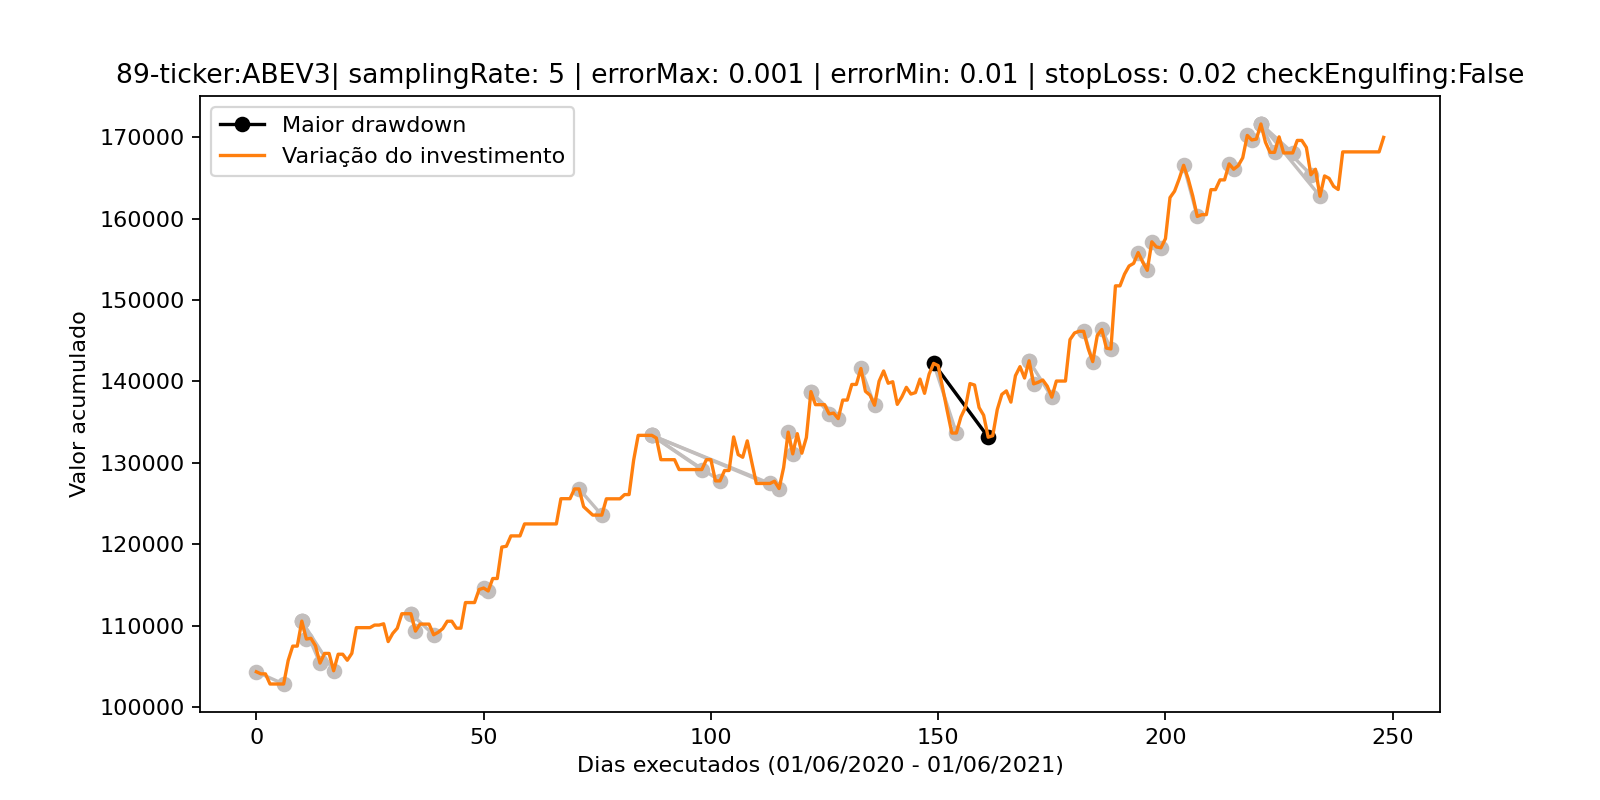 89-ticker:ABEV3| samplingRate: 5 | errorMax: 0.001 | errorMin: 0.01 | stopLoss: 0.02 checkEngulfing:False
Maior drawdown
Variação do investimento
Valor acumulado
170000
160000
150000
140000
130000
120000
110000
100000
0 50 100 150 200 250
Dias executados (01/06/2020 - 01/06/2021)